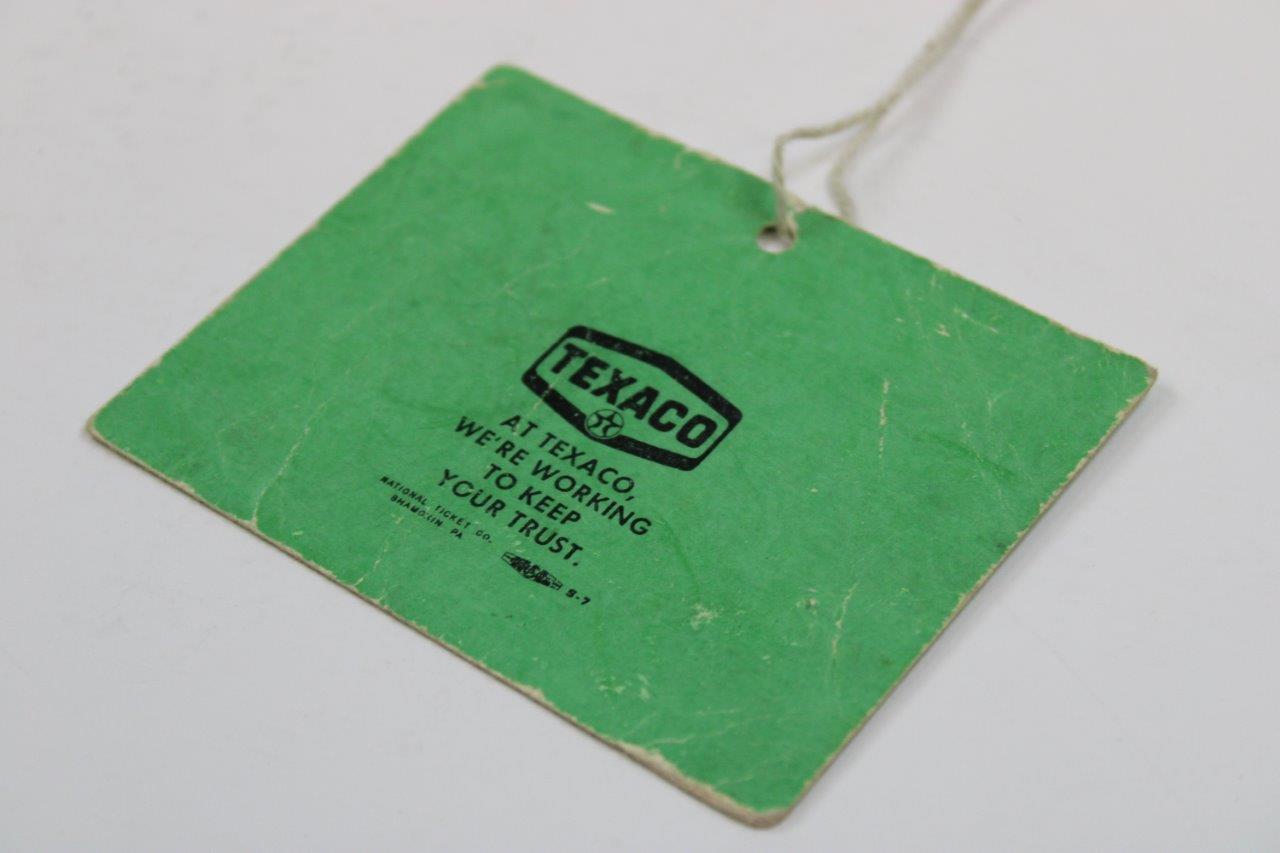 TEXACO
AT TEXACO,
WE'RE WORKING
TO KEEP
YOUR TRUST.
NATIONAL TICKET CO.
SHAMOKIN PA
S-7